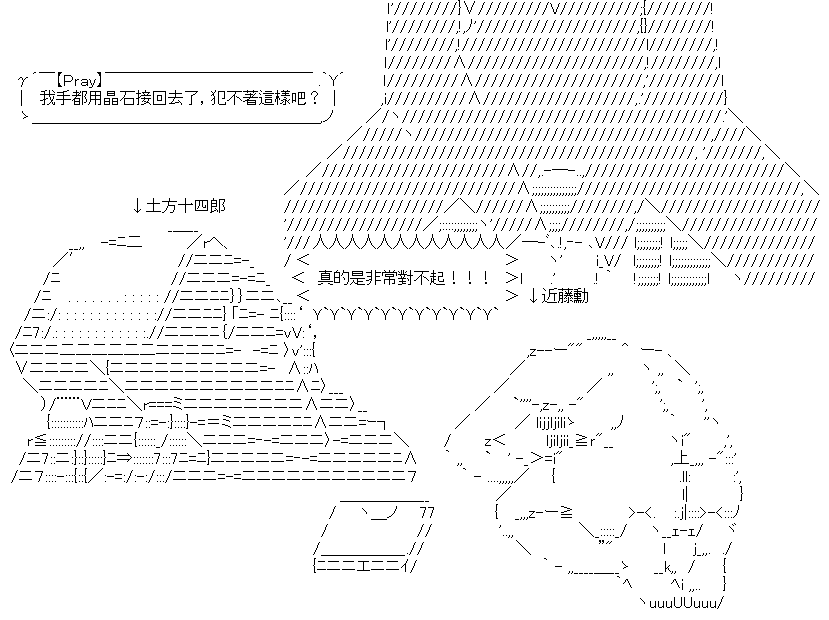 【Pray】
我手都用晶石接回去了，犯不著這樣吧？
↓土方十四郎
真的是非常對不起！！！
↓近藤勳